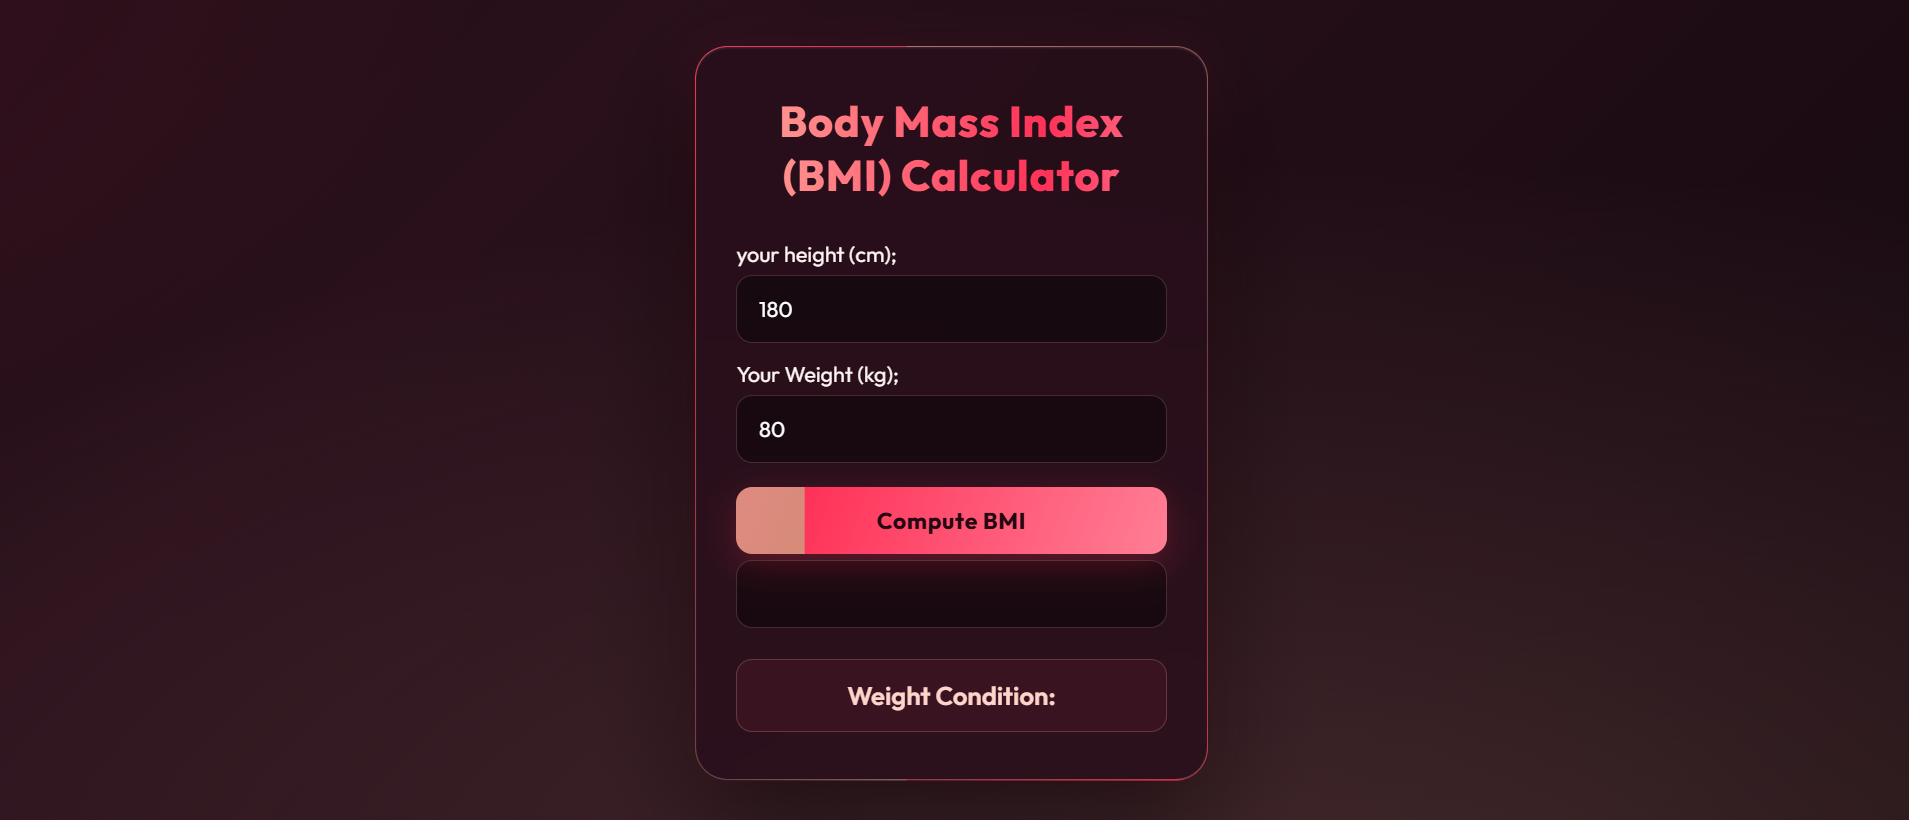 Body Mass Index
(BMI) Calculator
your height (cm);
180
Your Weight (kg);
80
Compute BMI
Weight Condition: